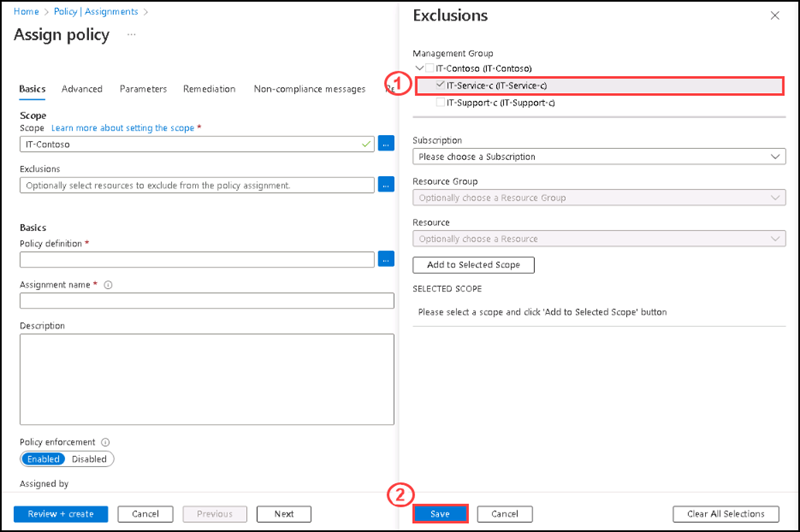 Home > Policy | Assignments >
Assign policy ...
Basics Advanced Parameters Remediation Non-compliance messages
Scope
Scope Learn more about setting the scope *
IT-Contoso
...
Exclusions
Optionally select resources to exclude from the policy assignment.
...
Basics
Policy definition *
...
Assignment name *
Description
Policy enforcement
Enabled Disabled
Assigned by
Review + create Cancel Previous Next
Exclusions
Management Group
IT-Contoso (IT-Contoso)
1
IT-Service-c (IT-Service-c)
IT-Support-c (IT-Support-c)
Subscription
Please choose a Subscription
Resource Group
Optionally choose a Resource Group
Resource
Optionally choose a Resource
Add to Selected Scope
SELECTED SCOPE
Please select a scope and click 'Add to Selected Scope' button
2
Save Cancel Clear All Selections